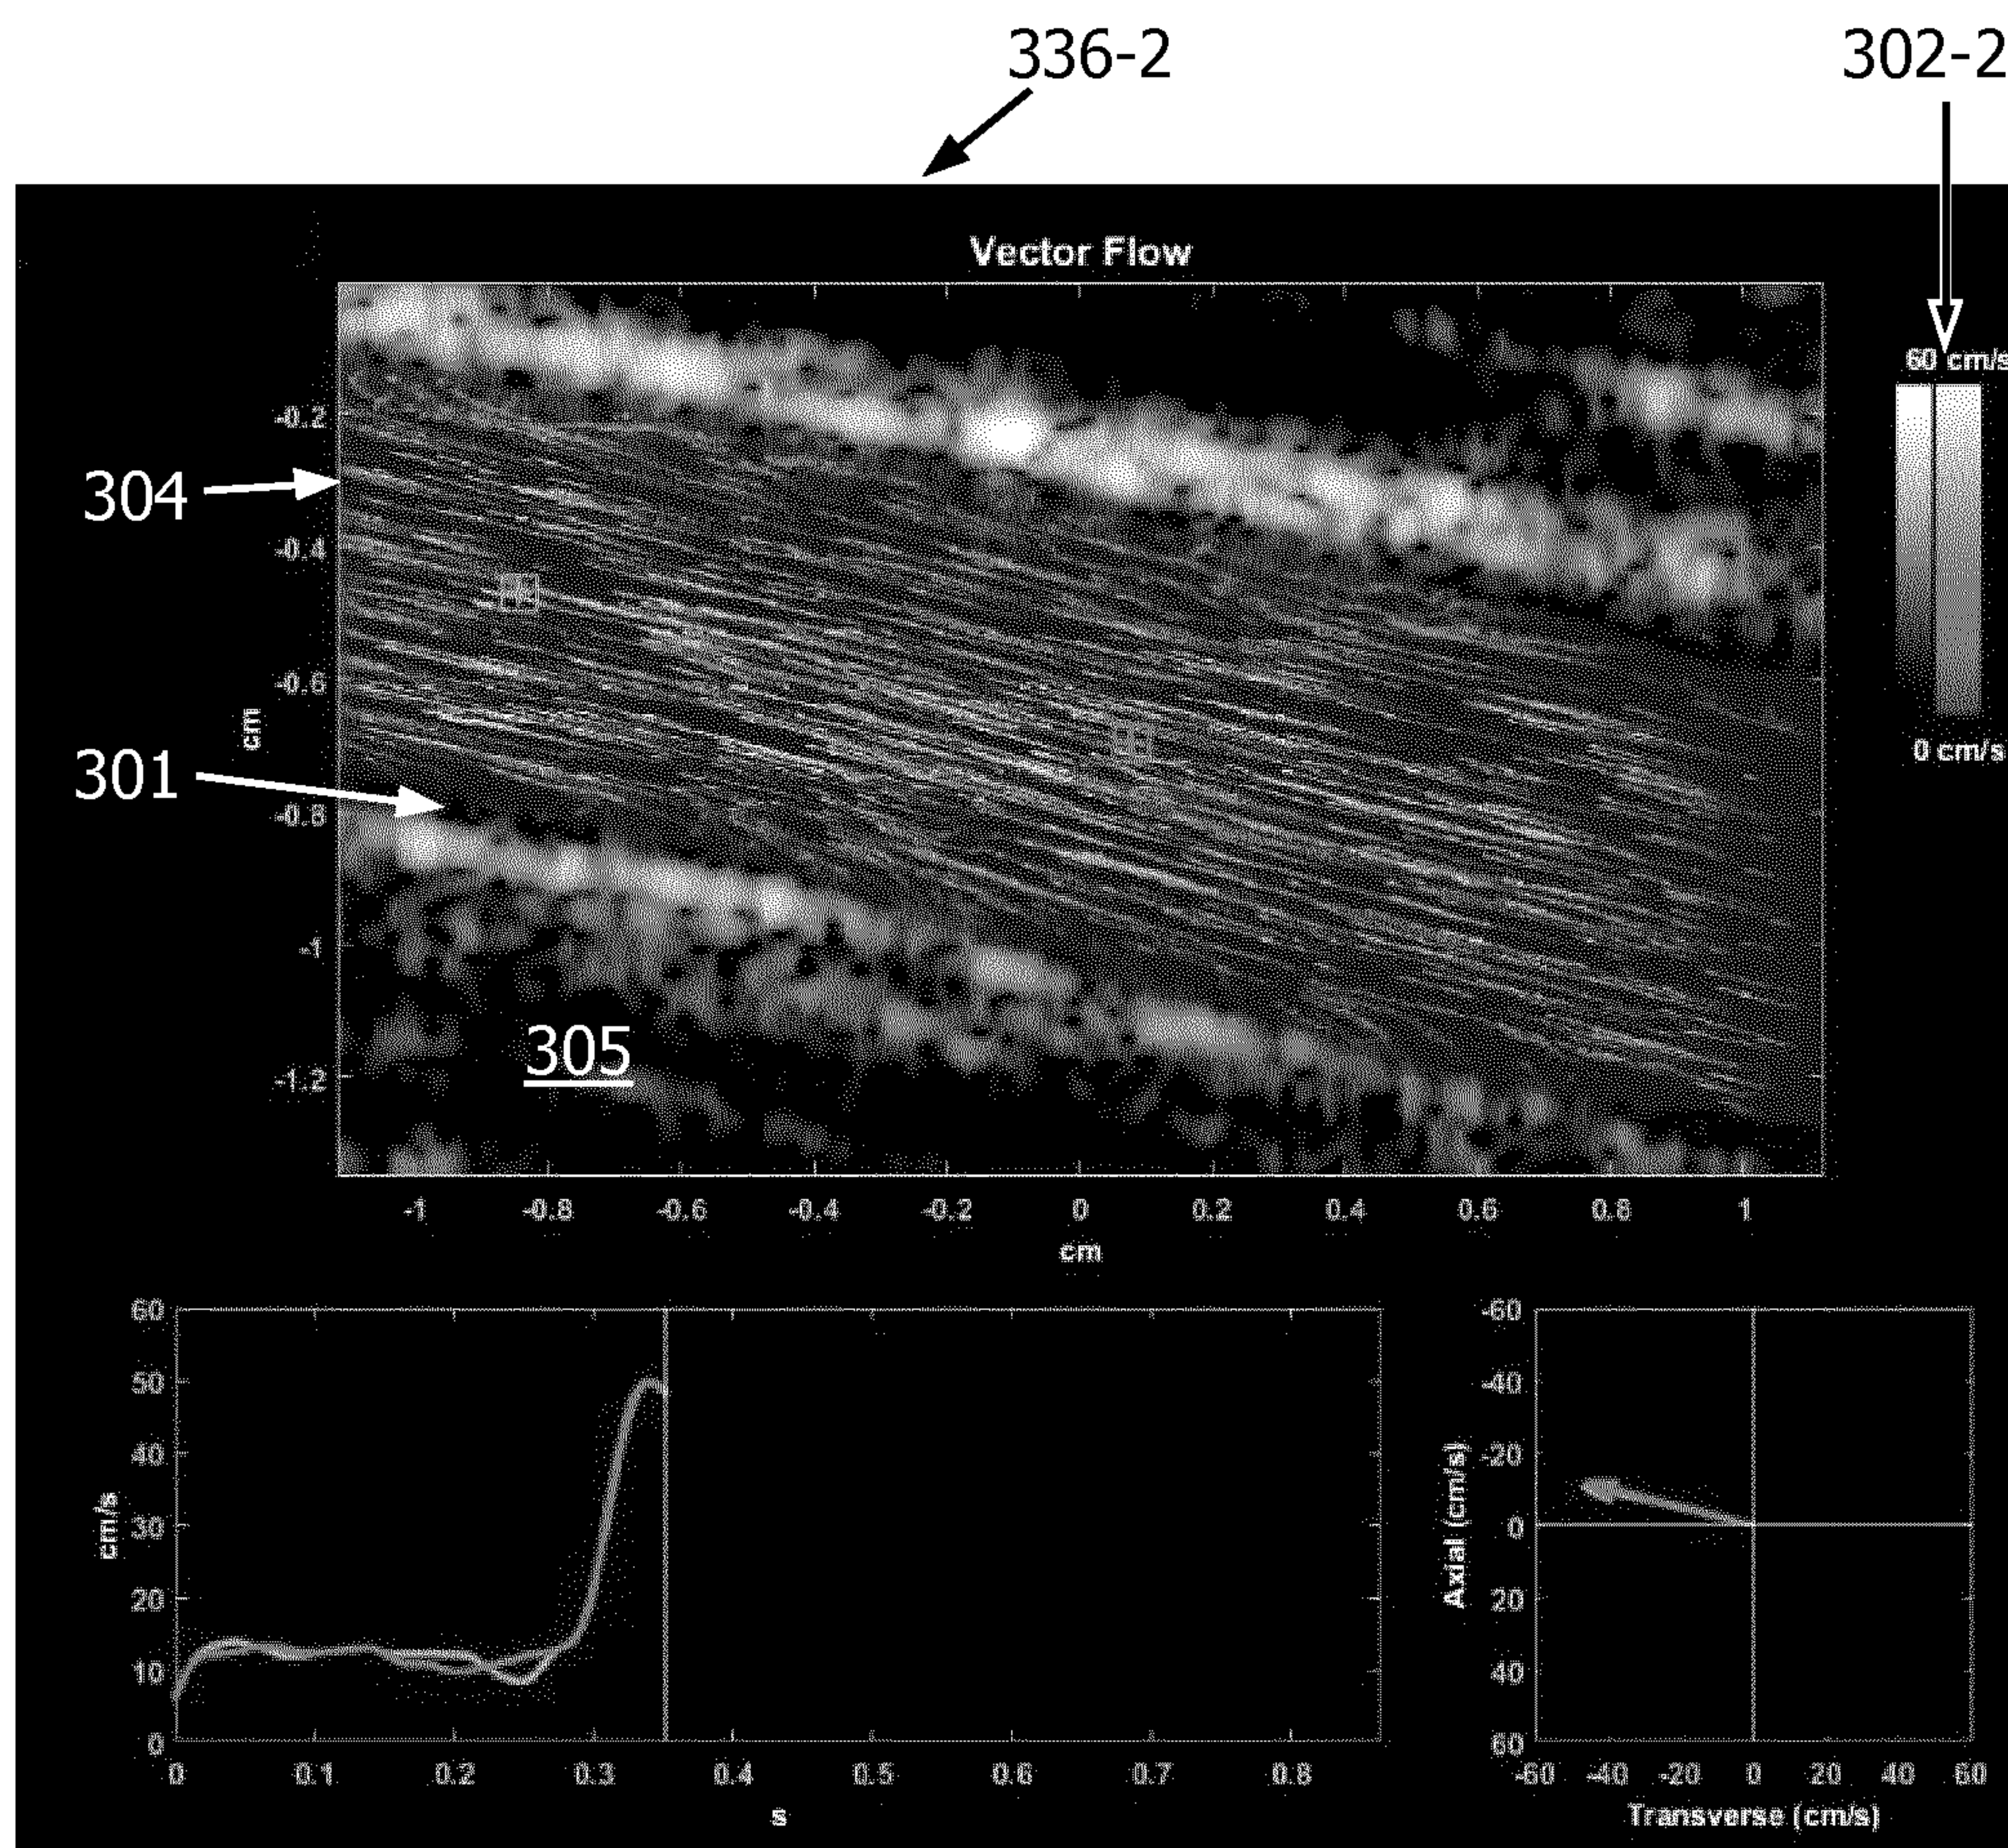 336-2
302-2
Vector Flow
60 cm/s
-0.2
304
-0.4
-0.6
cm
0 cm/s
301
-0.8
-1
305
-1.2
-1 -0.8 -0.6 -0.4 -0.2 0 0.2 0.4 0.6 0.8 1
cm
60
50
40
30
20
10
0
cm/s
0 0.1 0.2 0.3 0.4 0.5 0.6 0.7 0.8
s
-60
-40
-20
0
20
40
60
Axial (cm/s)
-60 -40 -20 0 20 40 60
Transverse (cm/s)